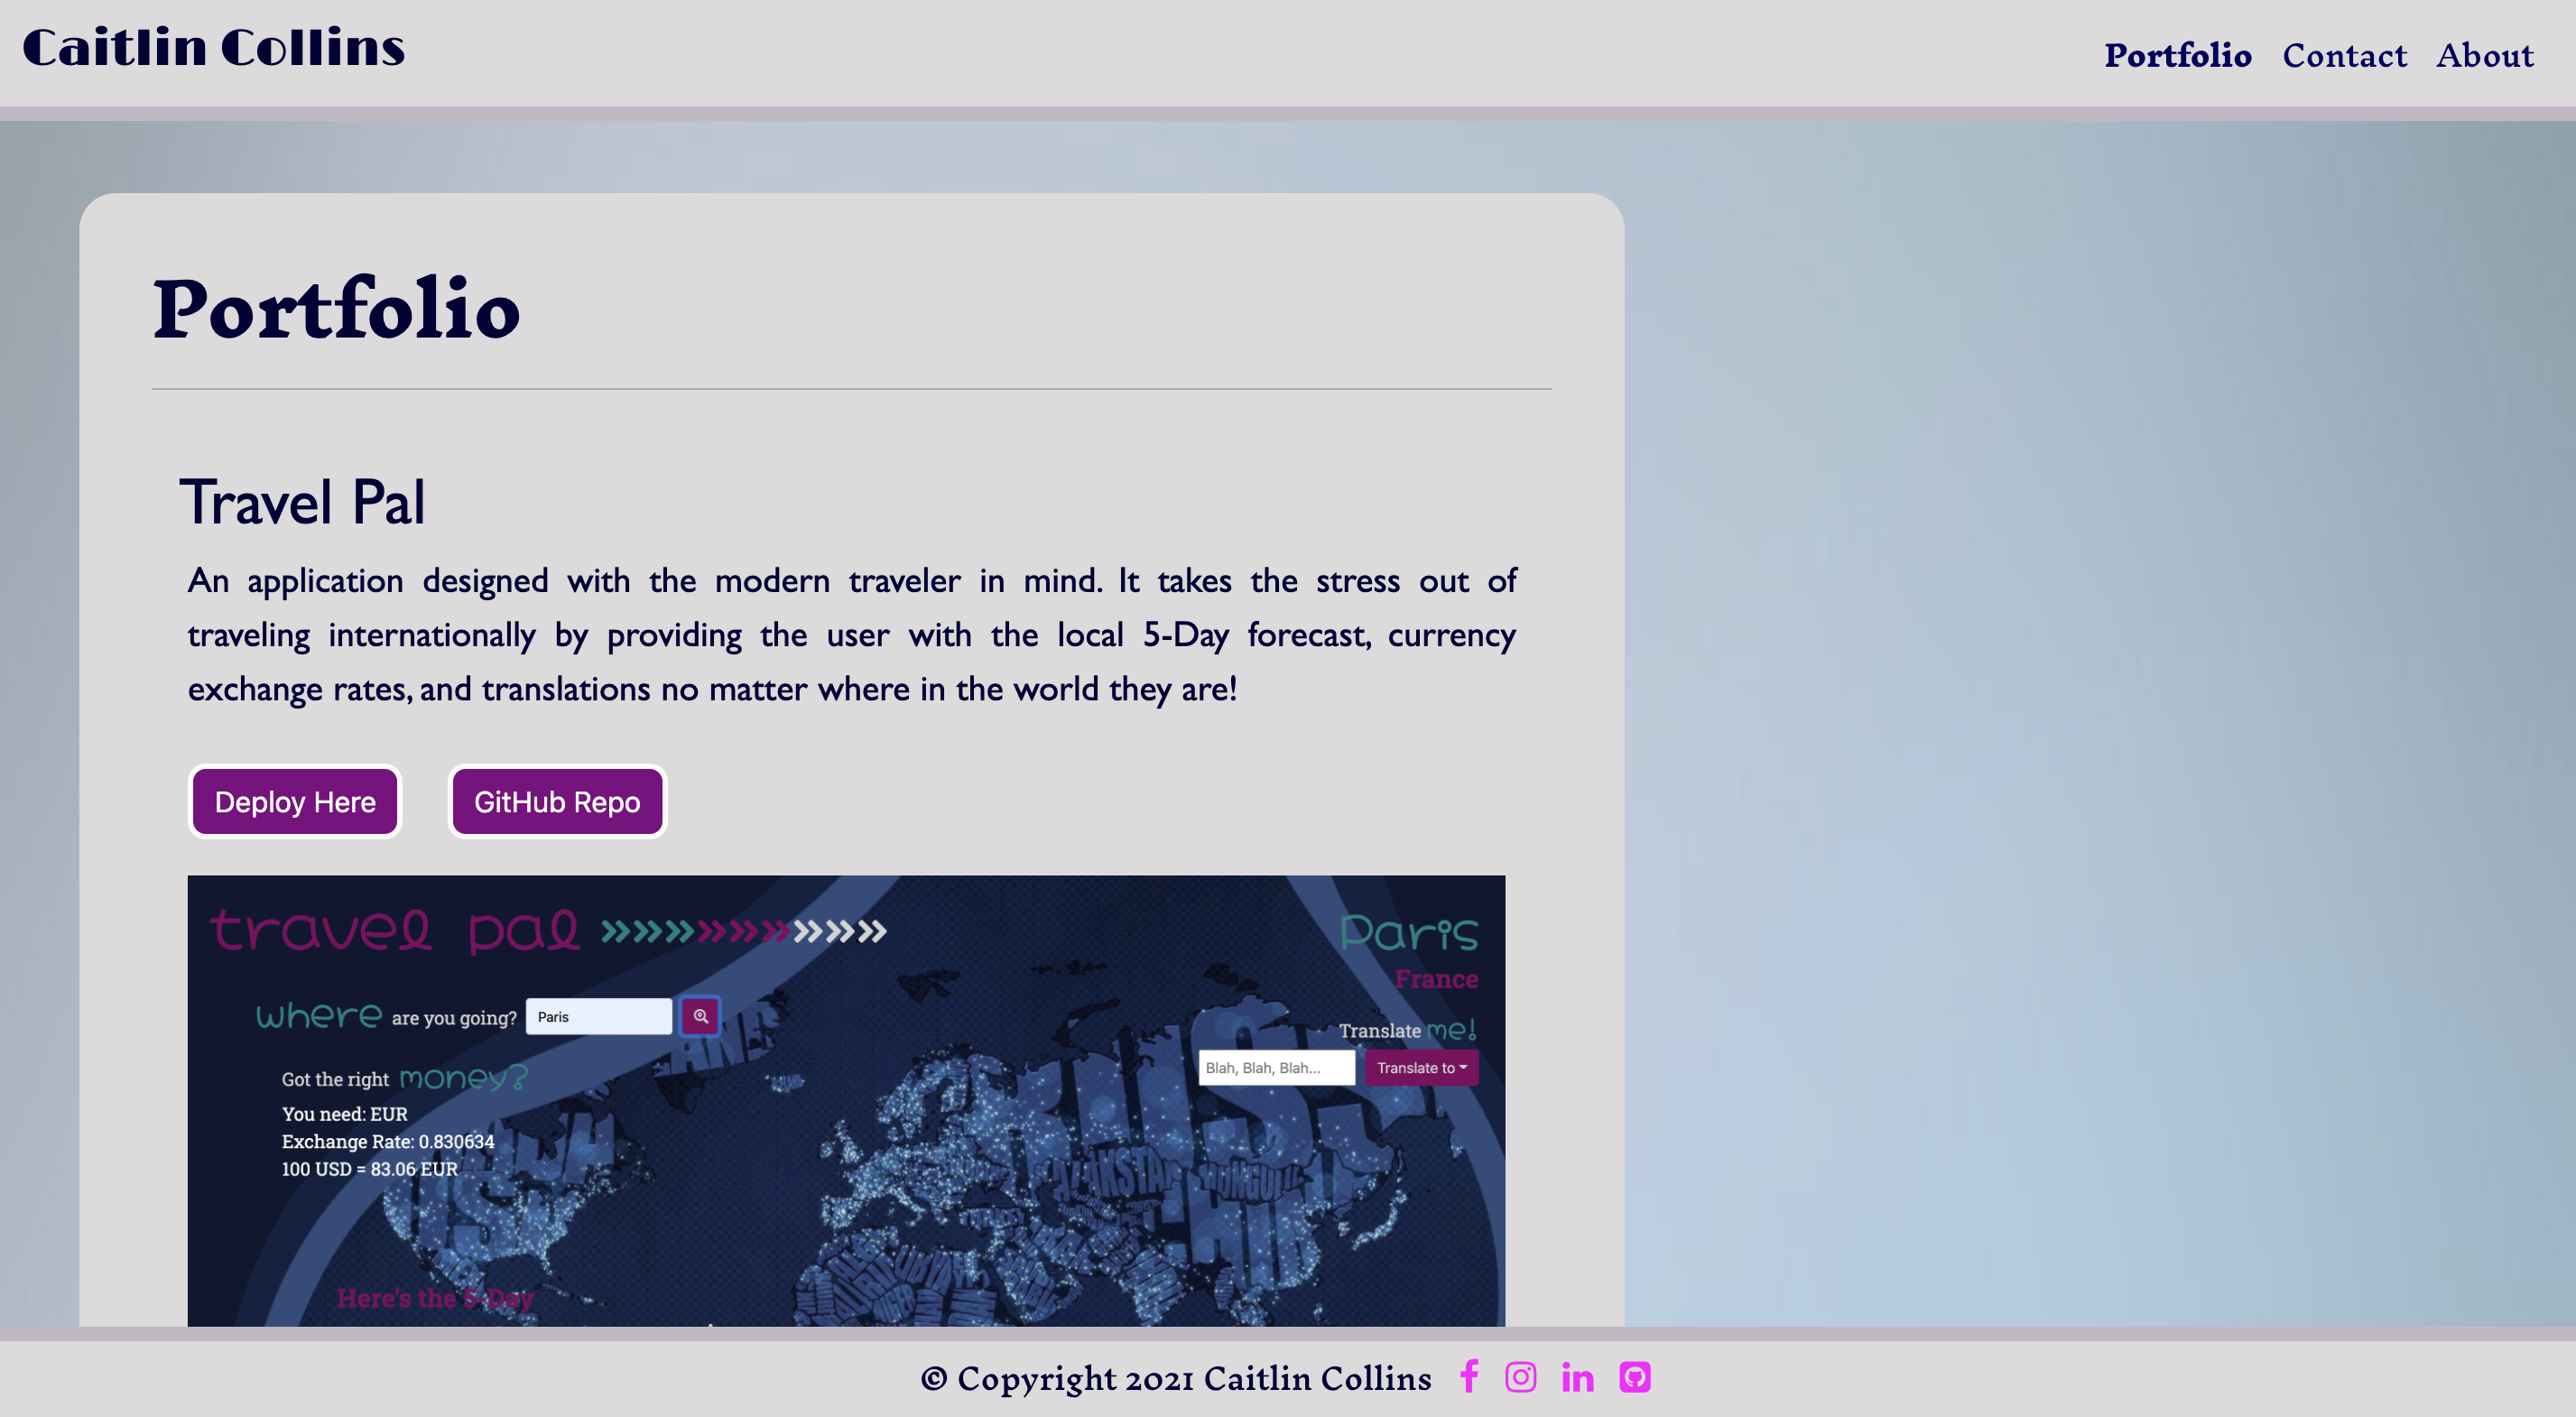 Caitlin Collins
Portfolio Contact About
Portfolio
Travel Pal
An application designed with the modern traveler in mind. It takes the stress out of
traveling internationally by providing the user with the local 5-Day forecast, currency
exchange rates, and translations no matter where in the world they are!
Deploy Here GitHub Repo
travel pal
Paris
France
where are you going? Paris
Translate me!
Blah, Blah, Blah... Translate to
Got the right money?
You need: EUR
Exchange Rate: 0.830634
100 USD = 83.06 EUR
USA
KAZAKSTAN
Here's the 5-Day
© Copyright 2021 Caitlin Collins